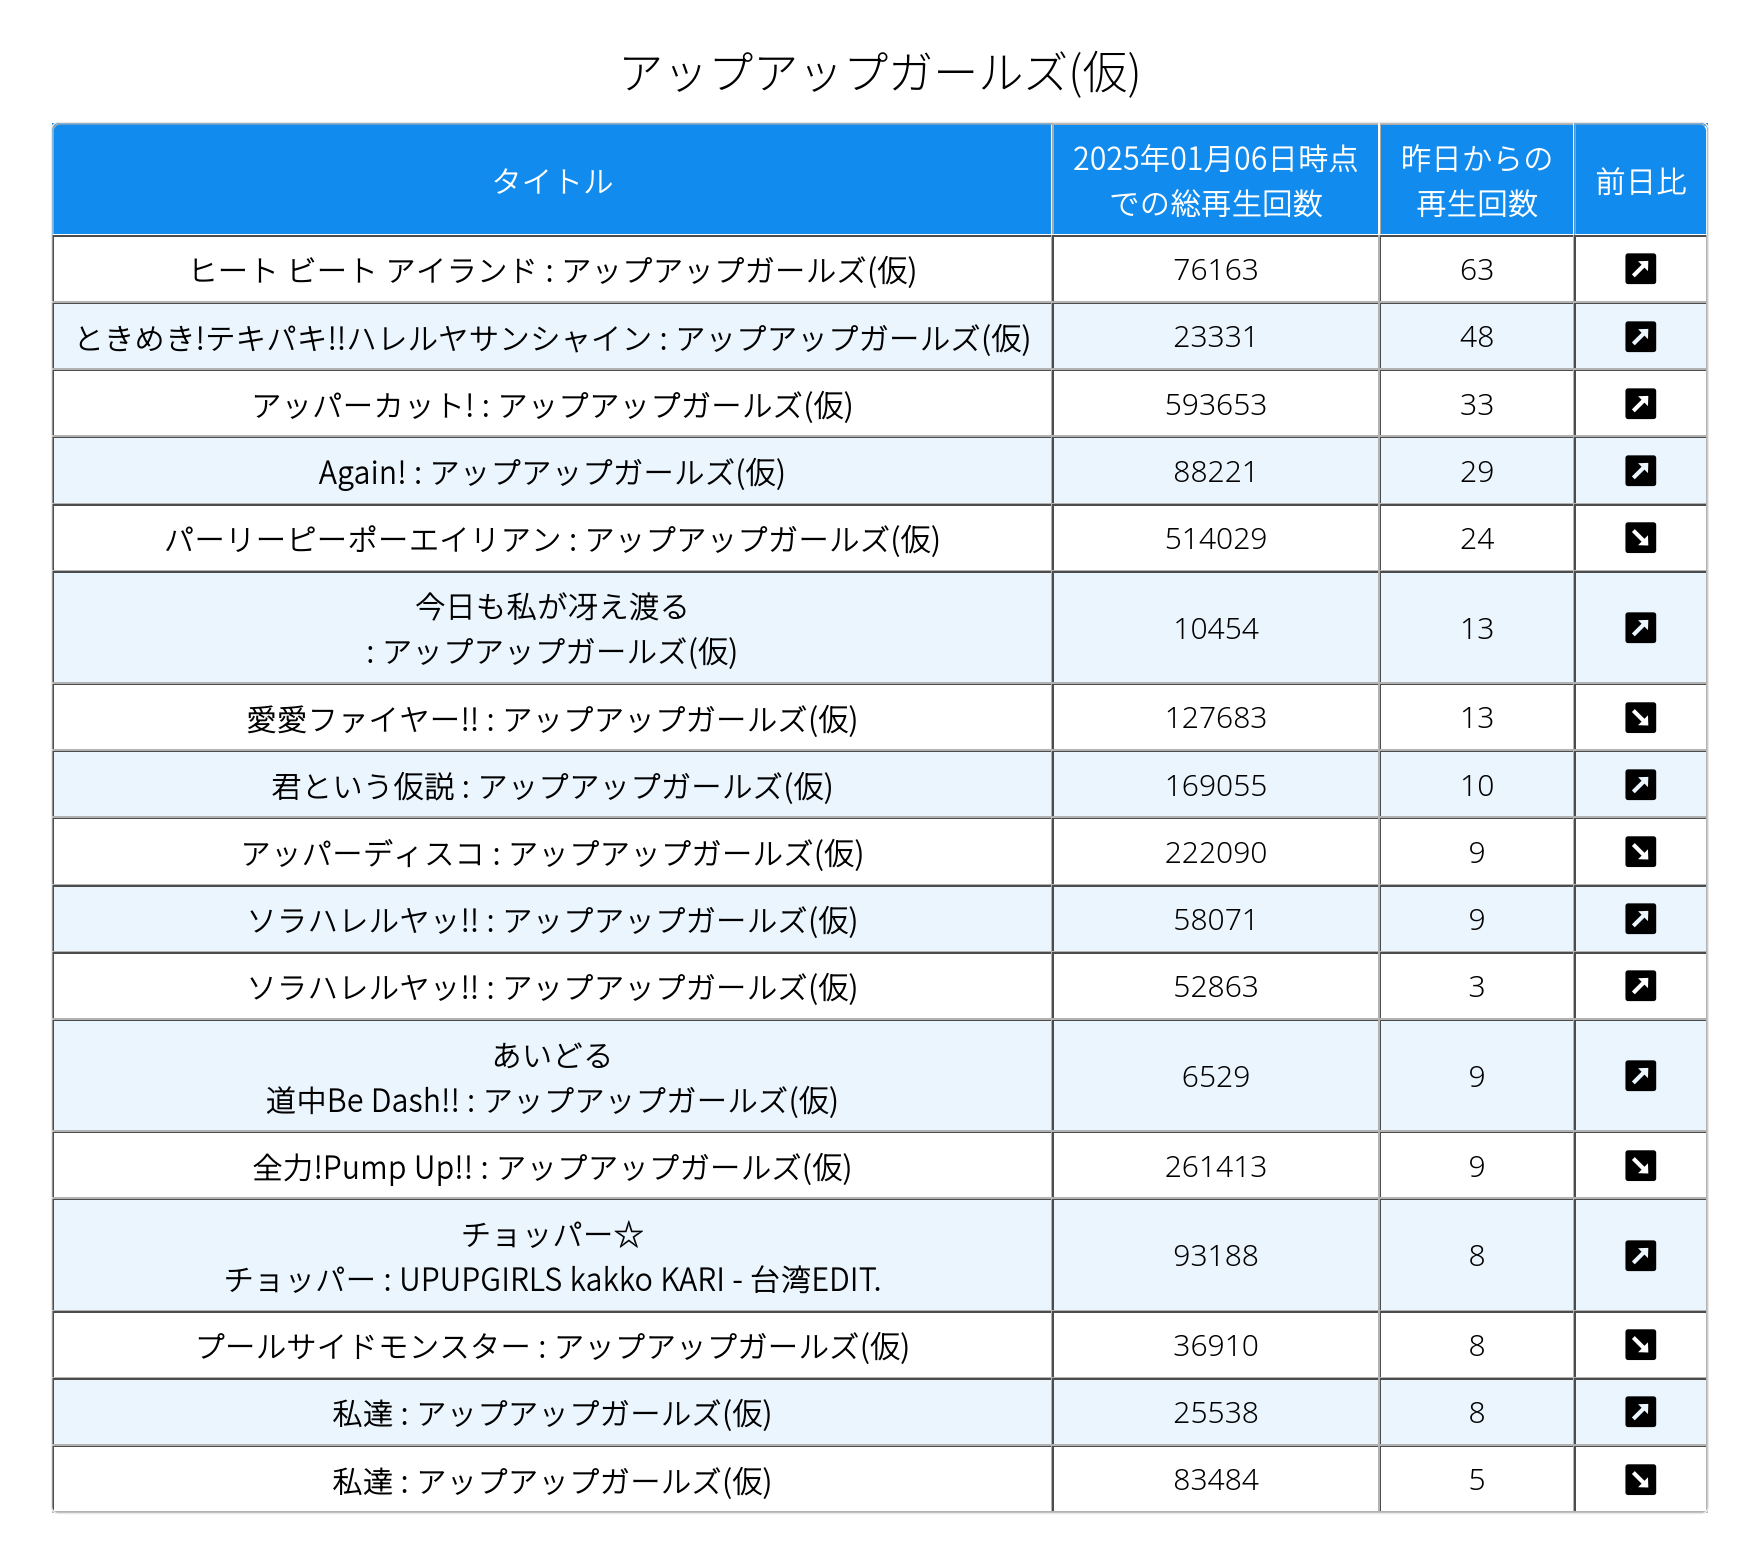 アップアップガールズ(仮)
タイトル
2025年01月06日時点
での総再生回数
昨日からの
再生回数
前日比
ヒート ビート アイランド : アップアップガールズ(仮) 76163 63
ときめき!テキパキ!!ハレルヤサンシャイン : アップアップガールズ(仮) 23331 48
アッパーカット! : アップアップガールズ(仮) 593653 33
Again! : アップアップガールズ(仮) 88221 29
パーリーピーポーエイリアン : アップアップガールズ(仮) 514029 24
今日も私が冴え渡る
: アップアップガールズ(仮) 10454 13
愛愛ファイヤー!! : アップアップガールズ(仮) 127683 13
君という仮説 : アップアップガールズ(仮) 169055 10
アッパーディスコ : アップアップガールズ(仮) 222090 9
ソラハレルヤッ!! : アップアップガールズ(仮) 58071 9
ソラハレルヤッ!! : アップアップガールズ(仮) 52863 3
あいどる
道中Be Dash!! : アップアップガールズ(仮) 6529 9
全力!Pump Up!! : アップアップガールズ(仮) 261413 9
チョッパー☆
チョッパー : UPUPGIRLS kakko KARI - 台湾EDIT. 93188 8
プールサイドモンスター : アップアップガールズ(仮) 36910 8
私達 : アップアップガールズ(仮) 25538 8
私達 : アップアップガールズ(仮) 83484 5